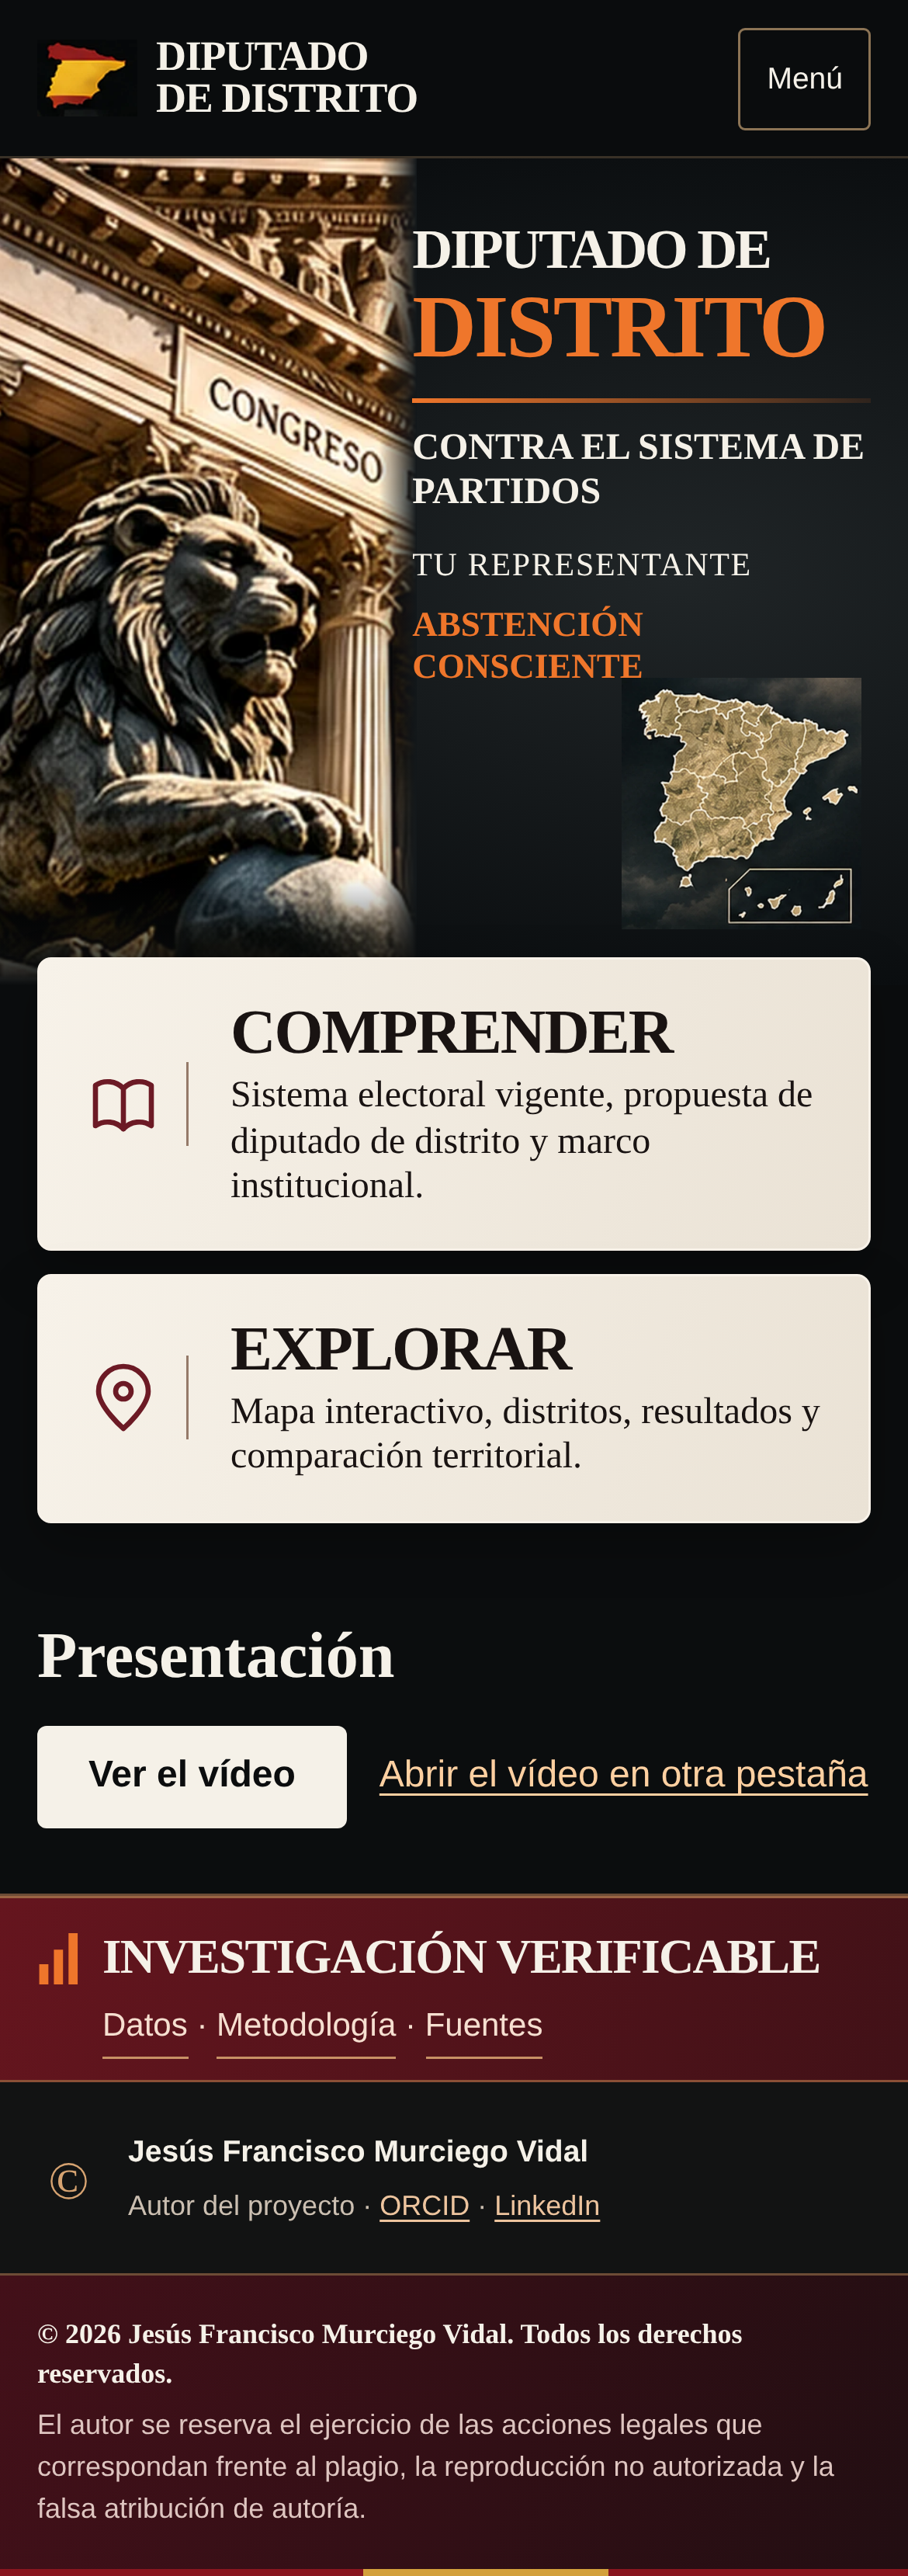 DIPUTADO
DE DISTRITO
Menú
CONGRESO
DIPUTADO DE
DISTRITO
CONTRA EL SISTEMA DE
PARTIDOS
TU REPRESENTANTE
ABSTENCIÓN
CONSCIENTE
COMPRENDER
Sistema electoral vigente, propuesta de
diputado de distrito y marco
institucional.
EXPLORAR
Mapa interactivo, distritos, resultados y
comparación territorial.
Presentación
Ver el vídeo
Abrir el vídeo en otra pestaña
INVESTIGACIÓN VERIFICABLE
Datos · Metodología · Fuentes
©
Jesús Francisco Murciego Vidal
Autor del proyecto · ORCID · LinkedIn
© 2026 Jesús Francisco Murciego Vidal. Todos los derechos
reservados.
El autor se reserva el ejercicio de las acciones legales que
correspondan frente al plagio, la reproducción no autorizada y la
falsa atribución de autoría.